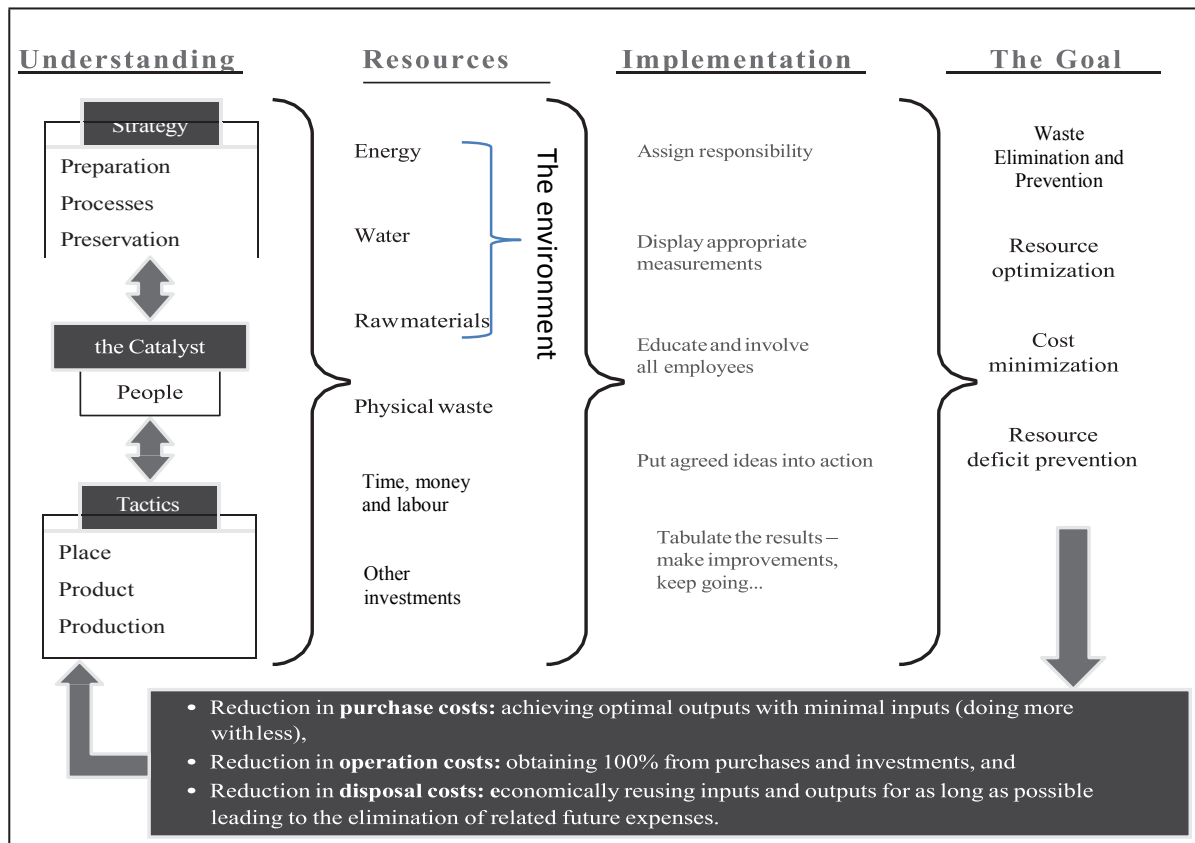 Understanding
Strategy
Preparation
Processes
Preservation
the Catalyst
People
Tactics
Place
Product
Production
Resources
Energy
Water
Raw materials
The environment
Physical waste
Time, money
and labour
Other
investments
Implementation
Assign responsibility
Display appropriate
measurements
Educate and involve
all employees
Put agreed ideas into action
Tabulate the results –
make improvements,
keep going...
The Goal
Waste
Elimination and
Prevention
Resource
optimization
Cost
minimization
Resource
deficit prevention
• Reduction in purchase costs: achieving optimal outputs with minimal inputs (doing more
with less),
• Reduction in operation costs: obtaining 100% from purchases and investments, and
• Reduction in disposal costs: economically reusing inputs and outputs for as long as possible
leading to the elimination of related future expenses.